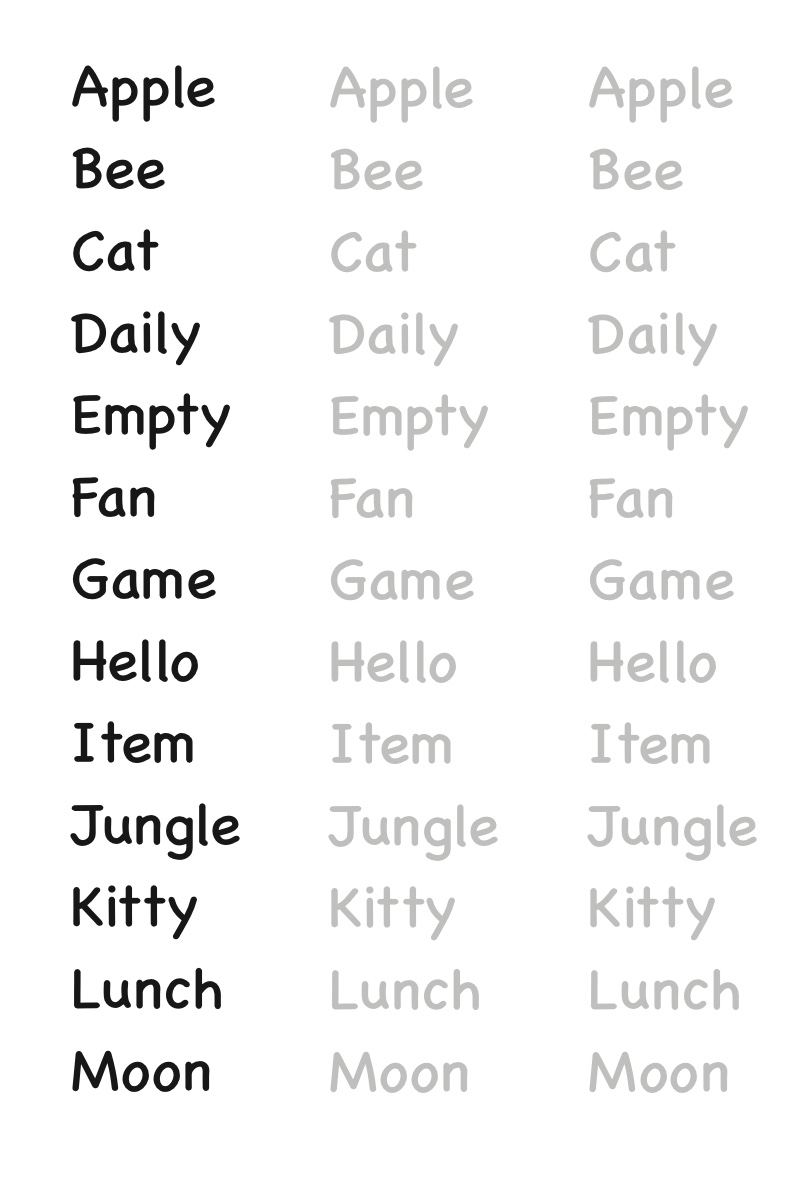 Apple Apple Apple
Bee Bee Bee
Cat Cat Cat
Daily Daily Daily
Empty Empty Empty
Fan Fan Fan
Game Game Game
Hello Hello Hello
Item Item Item
Jungle Jungle Jungle
Kitty Kitty Kitty
Lunch Lunch Lunch
Moon Moon Moon